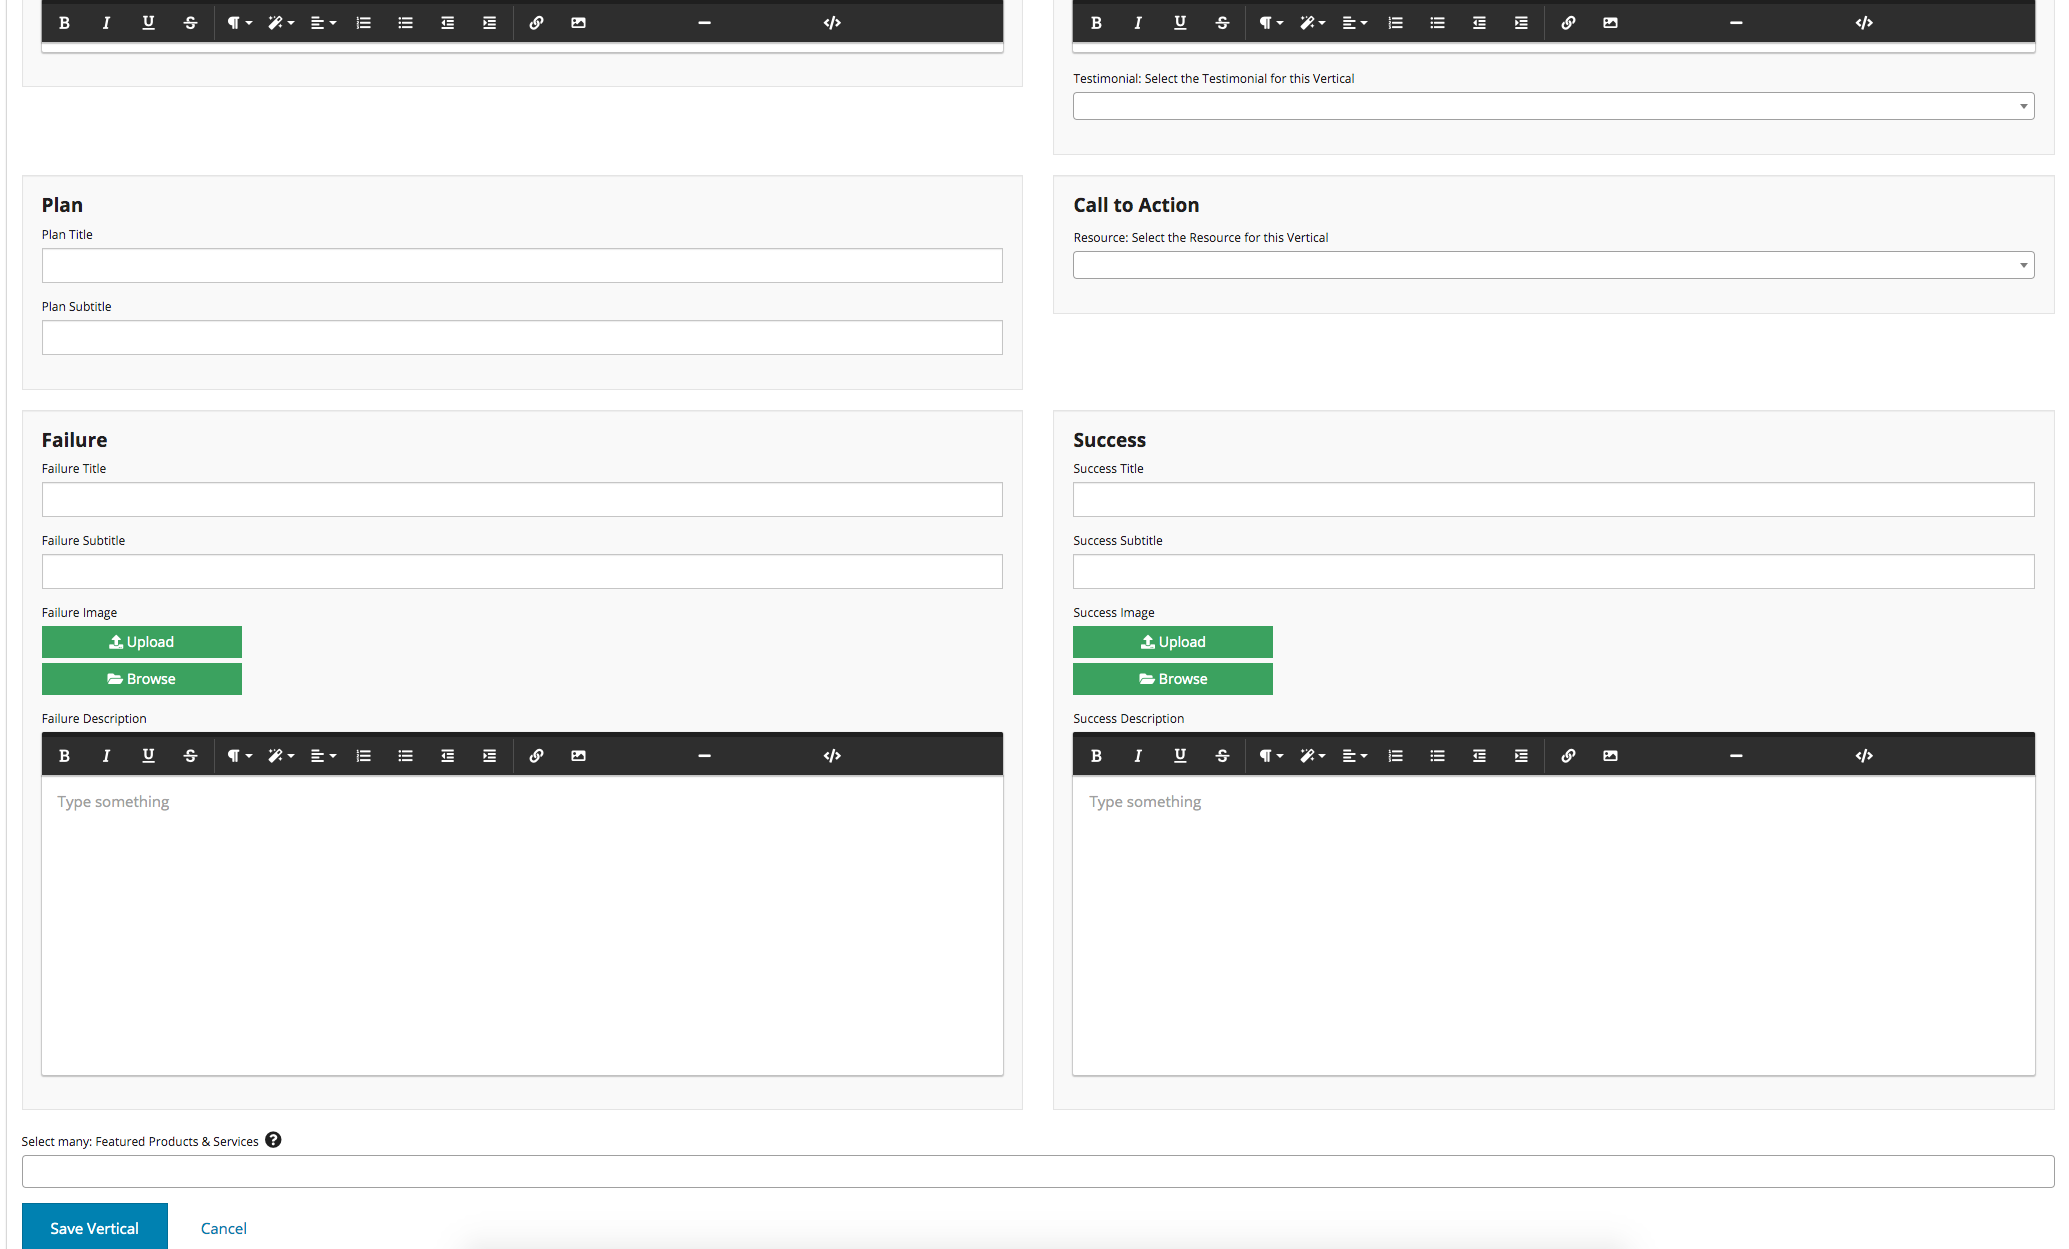 Testimonial: Select the Testimonial for this Vertical
Plan
Plan Title
Plan Subtitle
Call to Action
Resource: Select the Resource for this Vertical
Failure
Failure Title
Failure Subtitle
Failure Image
Upload
Browse
Failure Description
B I U S
Type something
Success
Success Title
Success Subtitle
Success Image
Upload
Browse
Success Description
B I U S
Type something
Select many: Featured Products & Services ?
Save Vertical Cancel